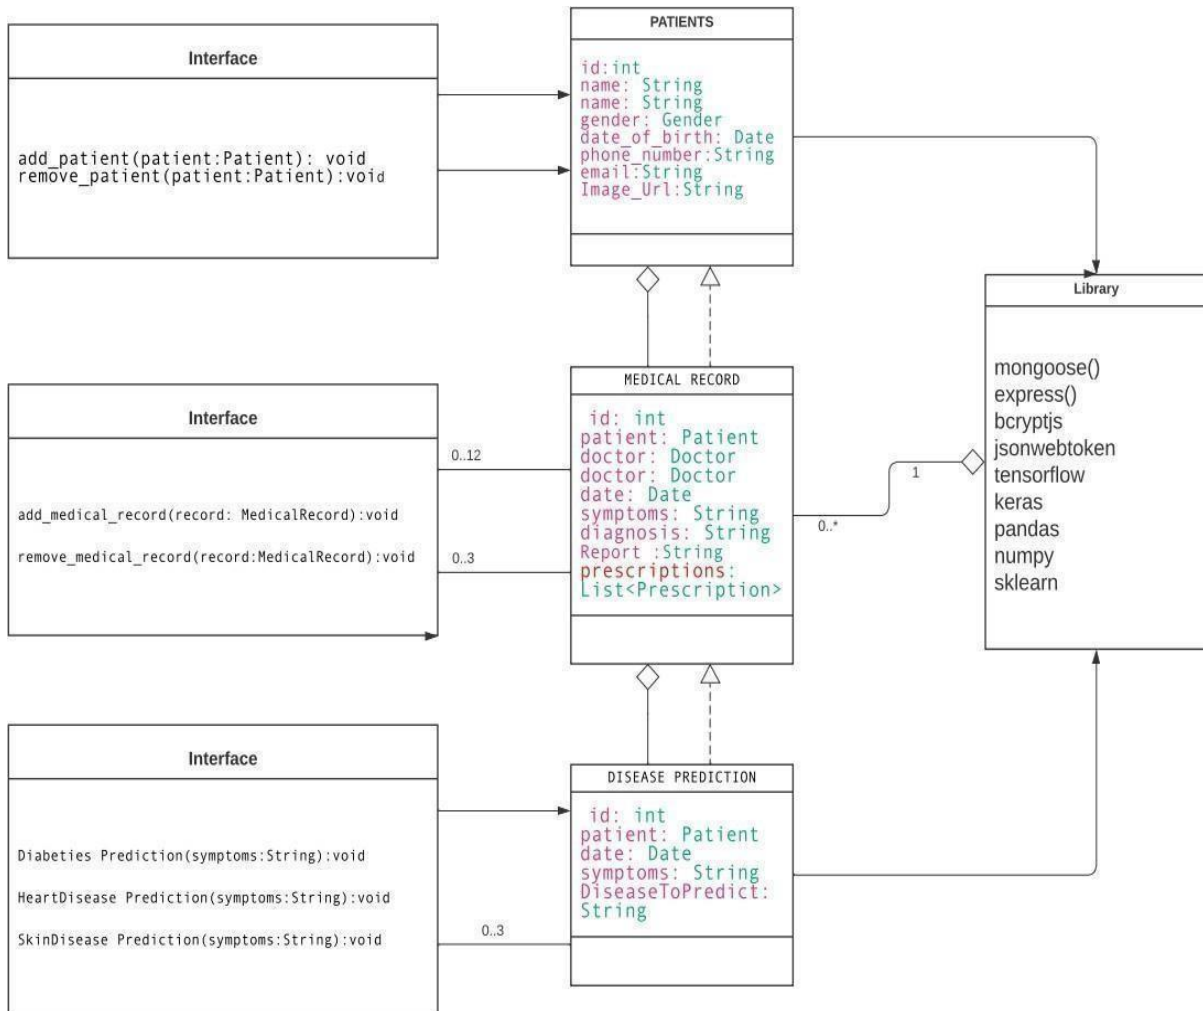 Interface
add_patient(patient:Patient): void
remove_patient(patient:Patient):void
PATIENTS
id:int
name: String
name: String
gender: Gender
date_of_birth: Date
phone_number:String
email:String
Image_Url:String
Interface
add_medical_record(record: MedicalRecord):void
remove_medical_record(record:MedicalRecord):void
0..12
0..3
MEDICAL RECORD
id: int
patient: Patient
doctor: Doctor
doctor: Doctor
date: Date
symptoms: String
diagnosis: String
Report :String
prescriptions:
List<Prescription>
1
0..*
Library
mongoose()
express()
bcryptjs
jsonwebtoken
tensorflow
keras
pandas
numpy
sklearn
Interface
Diabeties Prediction(symptoms:String):void
HeartDisease Prediction(symptoms:String):void
SkinDisease Prediction(symptoms:String):void
0..3
DISEASE PREDICTION
id: int
patient: Patient
date: Date
symptoms: String
DiseaseToPredict:
String